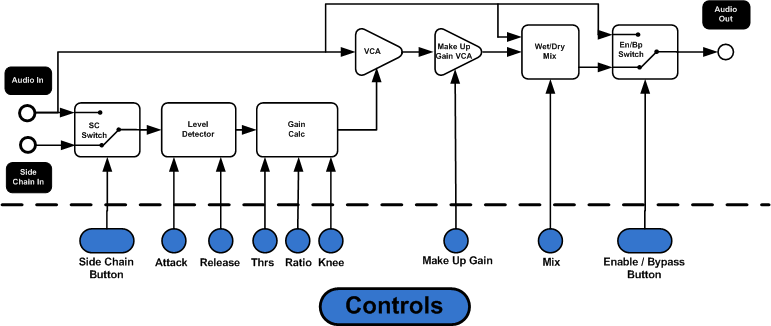 Audio
Out
VCA
Make Up
Gain VCA
Wet/Dry
Mix
En/Bp
Switch
Audio In
SC
Switch
Level
Detector
Gain
Calc
Side
Chain In
Side Chain
Button
Attack
Release
Thrs
Ratio
Knee
Make Up Gain
Mix
Enable / Bypass
Button
Controls